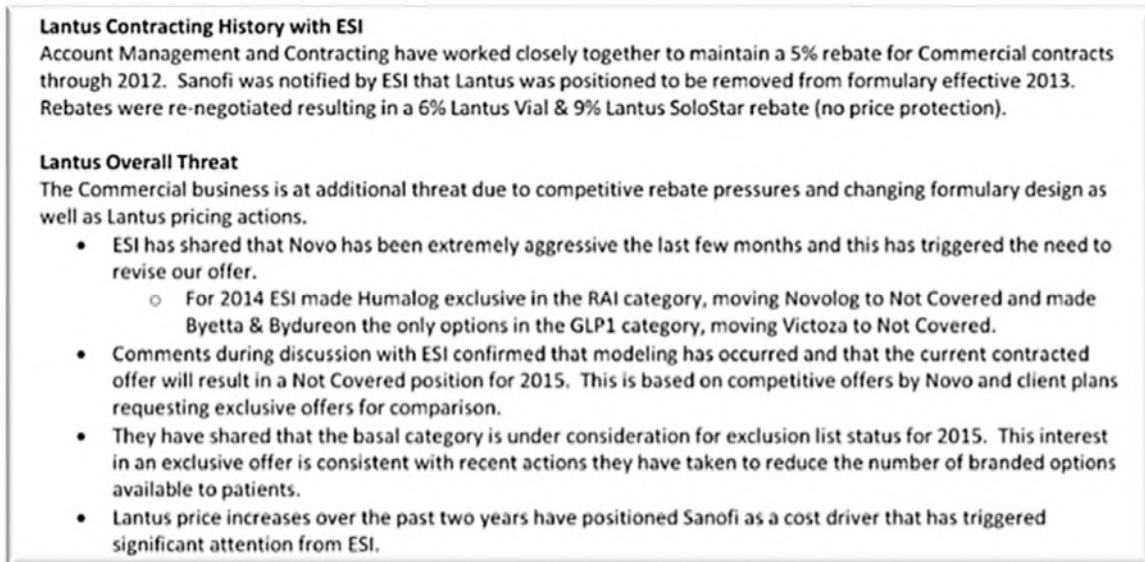 Lantus Contracting History with ESI
Account Management and Contracting have worked closely together to maintain a 5% rebate for Commercial contracts
through 2012.  Sanofi was notified by ESI that Lantus was positioned to be removed from formulary effective 2013.
Rebates were re-negotiated resulting in a 6% Lantus Vial & 9% Lantus SoloStar rebate (no price protection).
Lantus Overall Threat
The Commercial business is at additional threat due to competitive rebate pressures and changing formulary design as
well as Lantus pricing actions.
• ESI has shared that Novo has been extremely aggressive the last few months and this has triggered the need to
revise our offer.
○ For 2014 ESI made Humalog exclusive in the RAI category, moving Novolog to Not Covered and made
Byetta & Bydureon the only options in the GLP1 category, moving Victoza to Not Covered.
• Comments during discussion with ESI confirmed that modeling has occurred and that the current contracted
offer will result in a Not Covered position for 2015.  This is based on competitive offers by Novo and client plans
requesting exclusive offers for comparison.
• They have shared that the basal category is under consideration for exclusion list status for 2015.  This interest
in an exclusive offer is consistent with recent actions they have taken to reduce the number of branded options
available to patients.
• Lantus price increases over the past two years have positioned Sanofi as a cost driver that has triggered
significant attention from ESI.